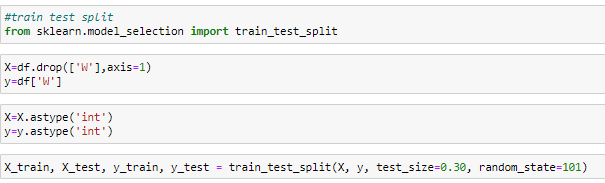 #train test split
from sklearn.model_selection import train_test_split
X=df.drop(['W'],axis=1)
y=df['W']
X=X.astype('int')
y=y.astype('int')
X_train, X_test, y_train, y_test = train_test_split(X, y, test_size=0.30, random_state=101)